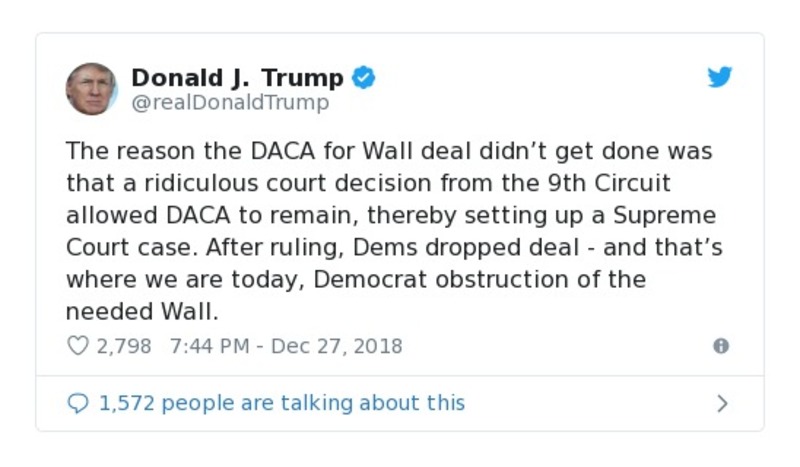 Donald J. Trump
@realDonaldTrump
The reason the DACA for Wall deal didn’t get done was
that a ridiculous court decision from the 9th Circuit
allowed DACA to remain, thereby setting up a Supreme
Court case. After ruling, Dems dropped deal - and that’s
where we are today, Democrat obstruction of the
needed Wall.
2,798 7:44 PM - Dec 27, 2018
1,572 people are talking about this